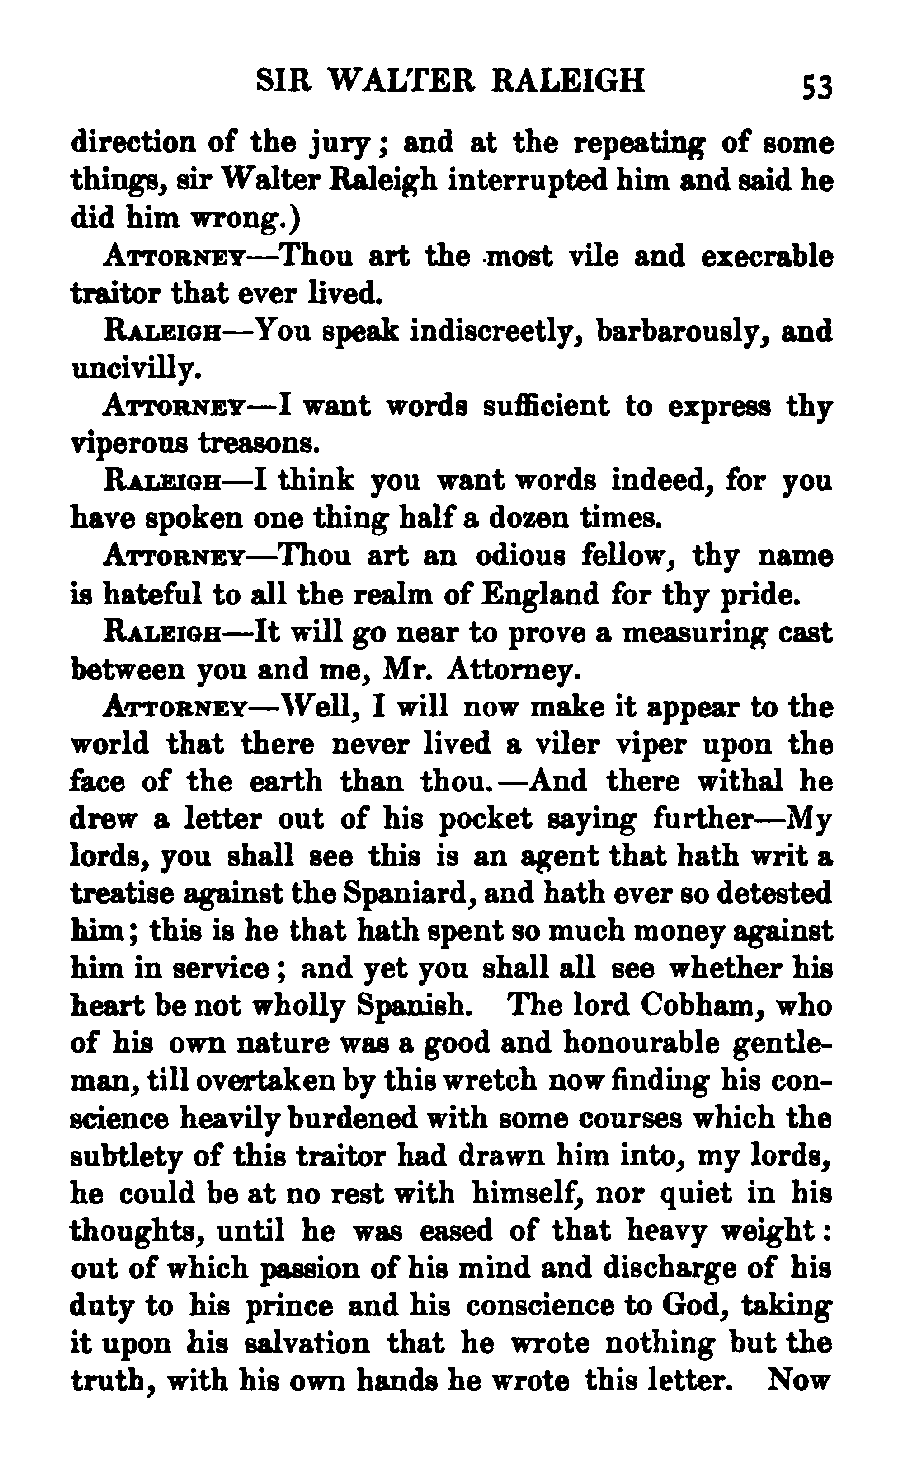 SIR WALTER RALEIGH 53
direction of the jury; and at the repeating of some
things, sir Walter Raleigh interrupted him and said he
did him wrong.)
ATTORNEY—Thou art the most vile and execrable
traitor that ever lived.
RALEIGH—You speak indiscreetly, barbarously, and
uncivilly.
ATTORNEY—I want words sufficient to express thy
viperous treasons.
RALEIGH—I think you want words indeed, for you
have spoken one thing half a dozen times.
ATTORNEY—Thou art an odious fellow, thy name
is hateful to all the realm of England for thy pride.
RALEIGH—It will go near to prove a measuring cast
between you and me, Mr. Attorney.
ATTORNEY—Well, I will now make it appear to the
world that there never lived a viler viper upon the
face of the earth than thou.—And there withal he
drew a letter out of his pocket saying further—My
lords, you shall see this is an agent that hath writ a
treatise against the Spaniard, and hath ever so detested
him; this is he that hath spent so much money against
him in service; and yet you shall all see whether his
heart be not wholly Spanish. The lord Cobham, who
of his own nature was a good and honourable gentle-
man, till overtaken by this wretch now finding his con-
science heavily burdened with some courses which the
subtlety of this traitor had drawn him into, my lords,
he could be at no rest with himself, nor quiet in his
thoughts, until he was eased of that heavy weight:
out of which passion of his mind and discharge of his
duty to his prince and his conscience to God, taking
it upon his salvation that he wrote nothing but the
truth, with his own hands he wrote this letter. Now